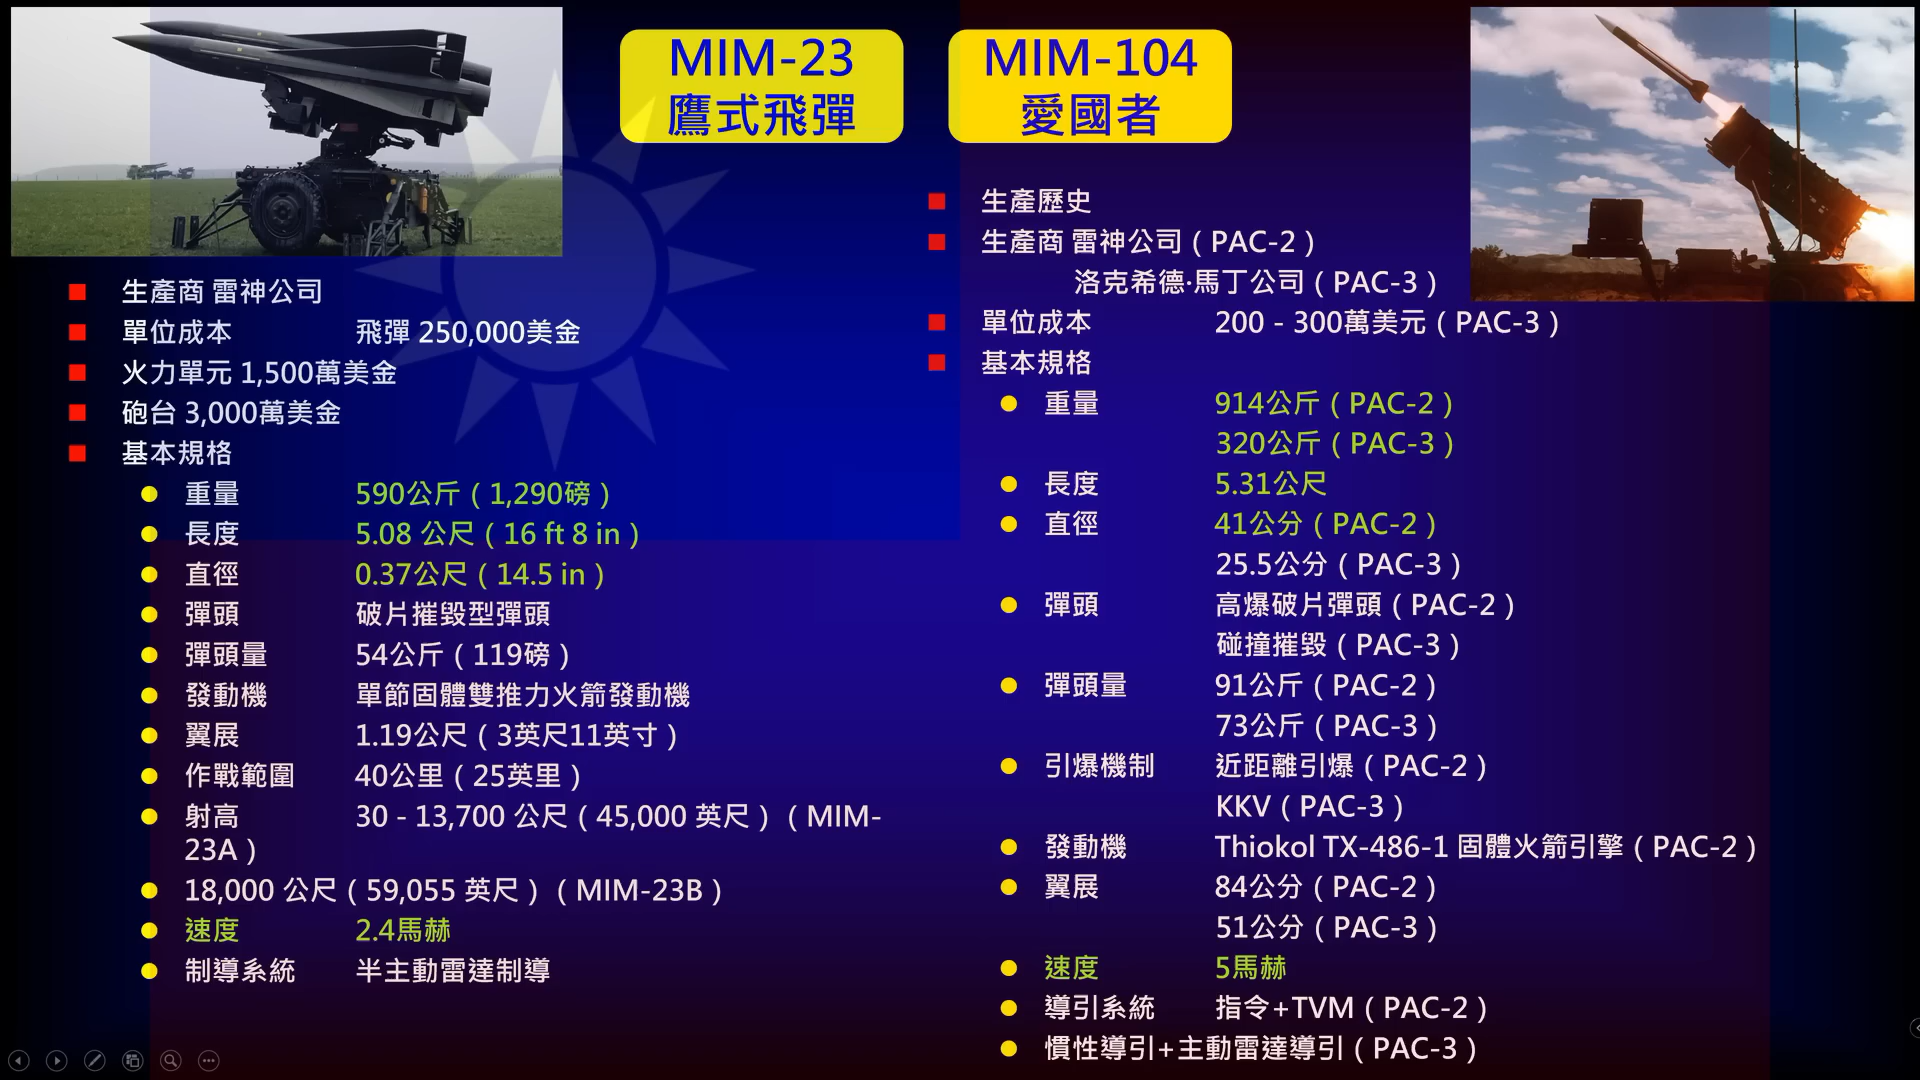 MIM-23
鷹式飛彈
生產商 雷神公司
單位成本 飛彈 250,000美金
火力單元 1,500萬美金
砲台 3,000萬美金
基本規格
重量 590公斤（1,290磅）
長度 5.08 公尺（16 ft 8 in）
直徑 0.37公尺（14.5 in）
彈頭 破片摧毀型彈頭
彈頭量 54公斤（119磅）
發動機 單節固體雙推力火箭發動機
翼展 1.19公尺（3英尺11英寸）
作戰範圍 40公里（25英里）
射高 30 - 13,700 公尺（45,000 英尺）（MIM-
23A）
18,000 公尺（59,055 英尺）（MIM-23B）
速度 2.4馬赫
制導系統 半主動雷達制導
MIM-104
愛國者
生產歷史
生產商 雷神公司（PAC-2）
洛克希德·馬丁公司（PAC-3）
單位成本 200 - 300萬美元（PAC-3）
基本規格
重量 914公斤（PAC-2）
320公斤（PAC-3）
長度 5.31公尺
直徑 41公分（PAC-2）
25.5公分（PAC-3）
彈頭 高爆破片彈頭（PAC-2）
碰撞摧毀（PAC-3）
彈頭量 91公斤（PAC-2）
73公斤（PAC-3）
引爆機制 近距離引爆（PAC-2）
KKV（PAC-3）
發動機 Thiokol TX-486-1 固體火箭引擎（PAC-2）
翼展 84公分（PAC-2）
51公分（PAC-3）
速度 5馬赫
導引系統 指令+TVM（PAC-2）
慣性導引+主動雷達導引（PAC-3）